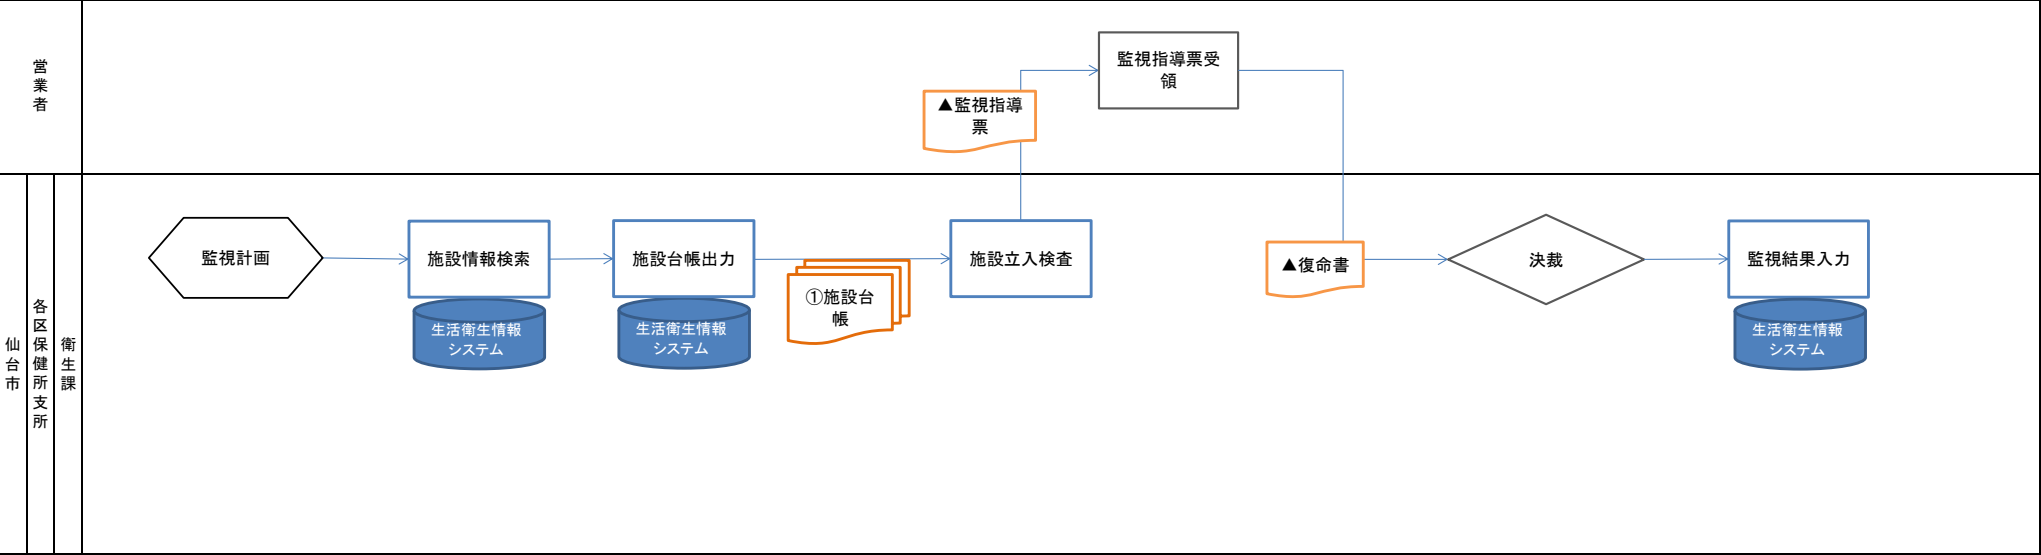 営業者
監視指導票受
領
▲監視指導
票
仙台市
各区保健所支所
衛生課
監視計画
施設情報検索
生活衛生情報
システム
施設台帳出力
生活衛生情報
システム
①施設台
帳
施設立入検査
▲復命書
決裁
監視結果入力
生活衛生情報
システム